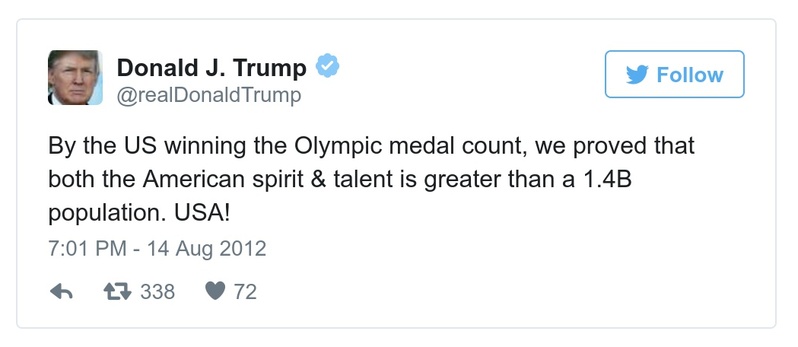 Donald J. Trump
@realDonaldTrump
Follow
By the US winning the Olympic medal count, we proved that
both the American spirit & talent is greater than a 1.4B
population. USA!
7:01 PM - 14 Aug 2012
338 72